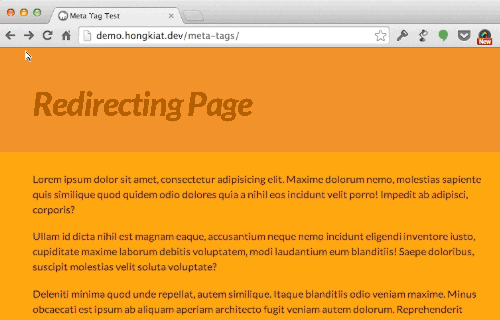 Meta Tag Test
demo.hongkiat.dev/meta-tags/
New
Redirecting Page
Lorem ipsum dolor sit amet, consectetur adipisicing elit. Maxime dolorum nemo, molestias sapiente
quis similique quod quidem odio dolores quia a nihil eos incidunt velit porro! Impedit ab adipisci,
corporis?
Ullam id dicta nihil est magnam eaque, accusantium neque nemo incidunt eligendi inventore iusto,
cupiditate maxime laborum debitis voluptatem, modi laudantium eum blanditiis! Saepe doloribus,
suscipit molestias velit soluta voluptate?
Deleniti minima quod unde repellat, autem similique. Itaque blanditiis odio veniam maxime. Minus
obcaecati est ipsum ab aliquam aperiam architecto fugit veniam autem dolorum. Reprehenderit